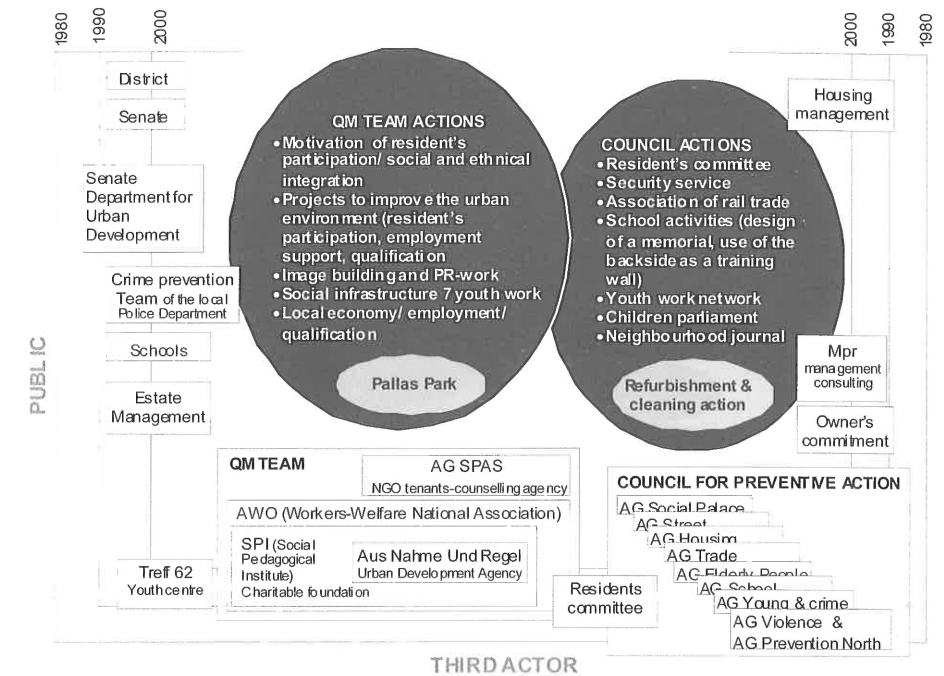 1980
1990
2000
2000
1990
1980
District
Senate
Senate
Department for
Urban
Development
Crime prevention
Team of the local
Police Department
Schools
Estate
Management
Treff 62
Youth centre
PUBLIC
QM TEAM ACTIONS
•Motivation of resident's
participation/ social and ethnical
integration
•Projects to improve the urban
environment (resident's
participation, employment
support, qualification
•Image building and PR-work
•Social infrastructure 7 youth work
•Local economy/ employment/
qualification
Pallas Park
COUNCIL ACTIONS
•Resident's committee
•Security service
•Association of rail trade
•School activities (design
of a memorial, use of the
backside as a training
wall)
•Youth work network
•Children parliament
•Neighbourhood journal
Refurbishment &
cleaning action
Housing
management
Mpr
management
consulting
Owner's
commitment
QM TEAM
AG SPAS
NGO tenants-counselling agency
AWO (Workers-Welfare National Association)
SPI (Social
Pedagogical
Institute)
Charitable foundation
Aus Nahme Und Regel
Urban Development Agency
Residents
committee
COUNCIL FOR PREVENTIVE ACTION
AG Social Palace
AG Street
AG Housing
AG Trade
AG Elderly People
AG School
AG Young & crime
AG Violence &
AG Prevention North
THIRD ACTOR